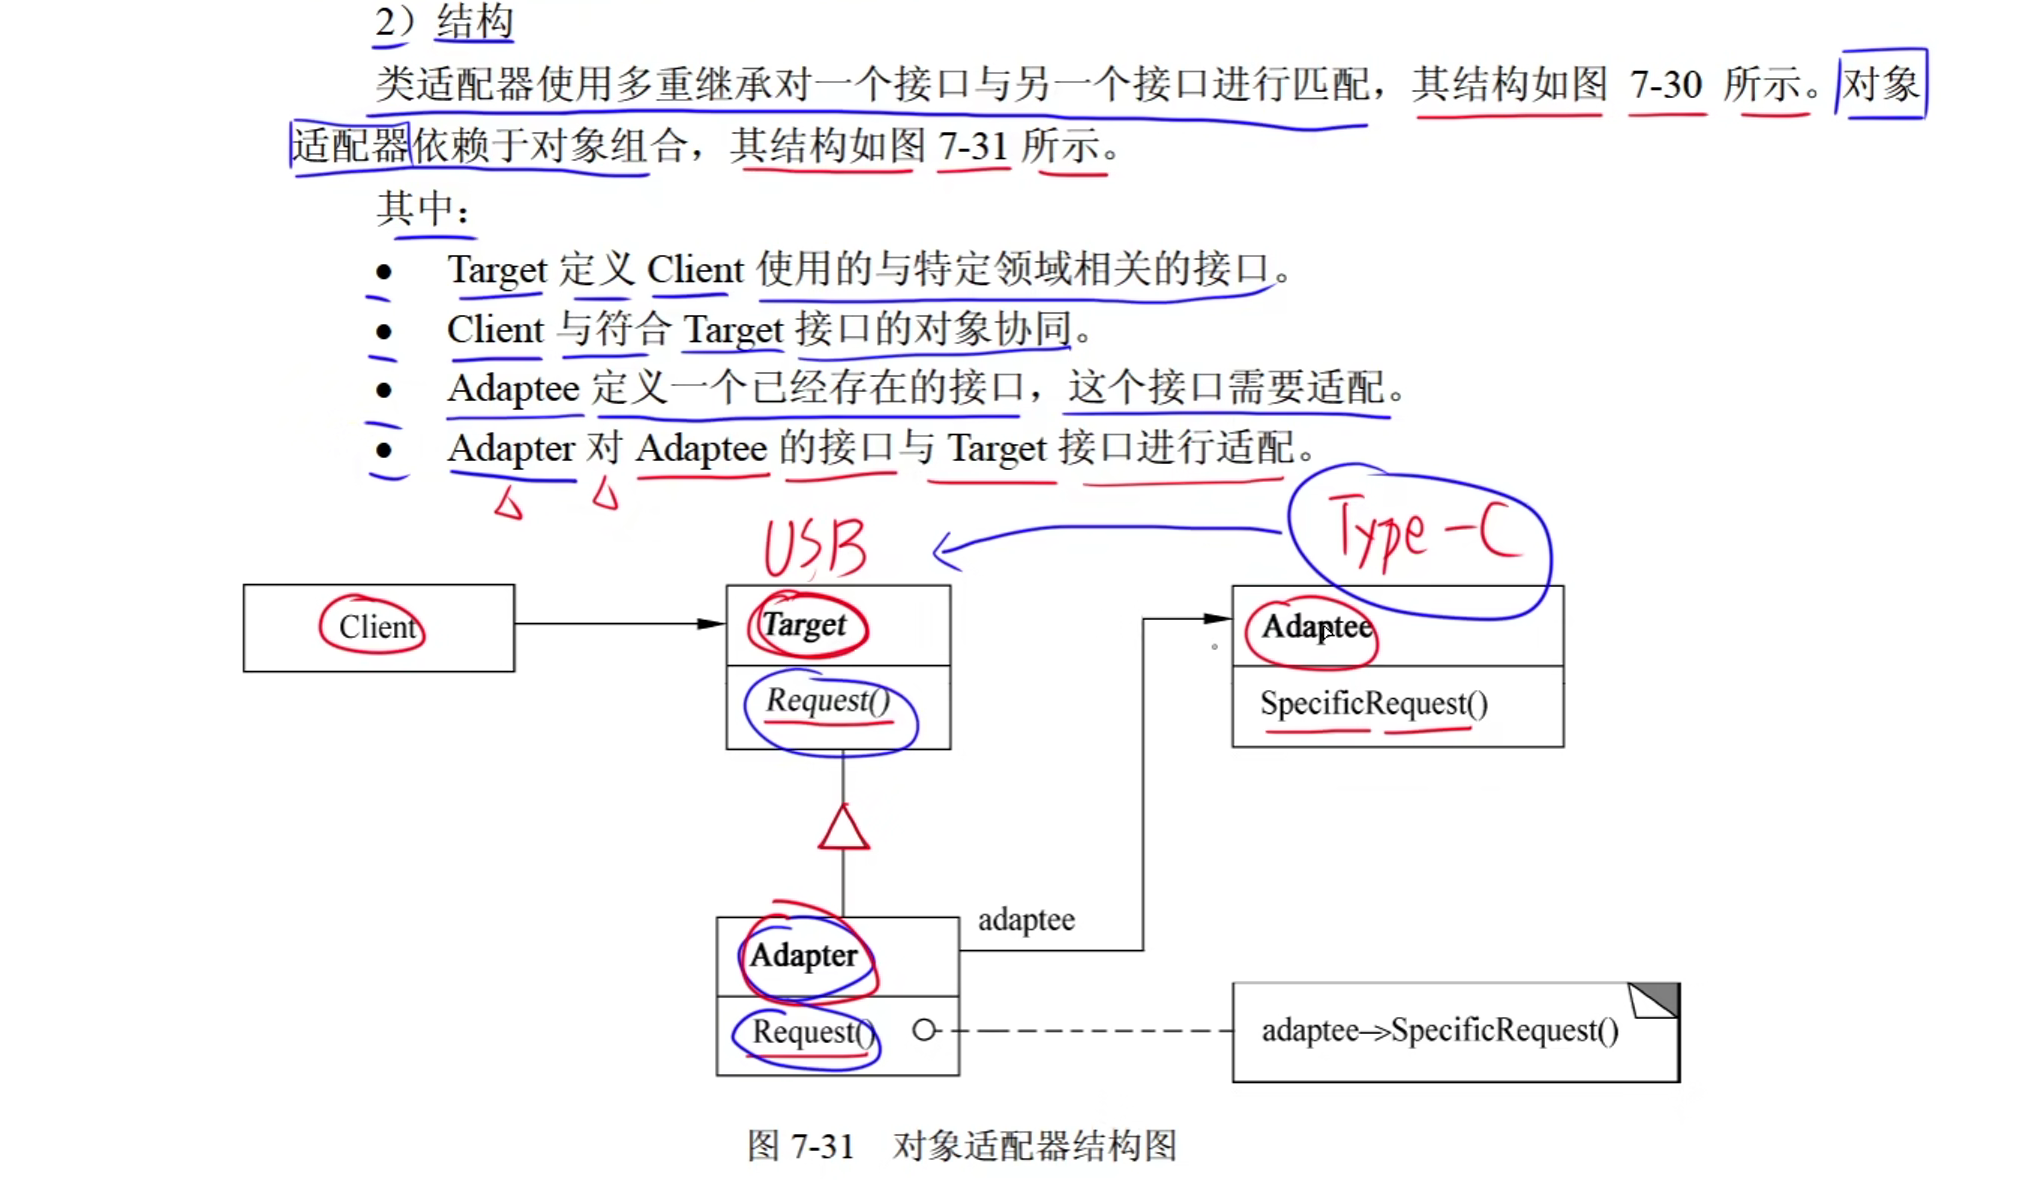 2）结构
类适配器使用多重继承对一个接口与另一个接口进行匹配，其结构如图 7-30 所示。对象
适配器依赖于对象组合，其结构如图 7-31 所示。
其中：
● Target 定义 Client 使用的与特定领域相关的接口。
● Client 与符合 Target 接口的对象协同。
● Adaptee 定义一个已经存在的接口，这个接口需要适配。
● Adapter 对 Adaptee 的接口与 Target 接口进行适配。
USB
Type-C
Client
Target
Adaptee
Request()
SpecificRequest()
adaptee
Adapter
Request()
adaptee->SpecificRequest()
图 7-31 对象适配器结构图